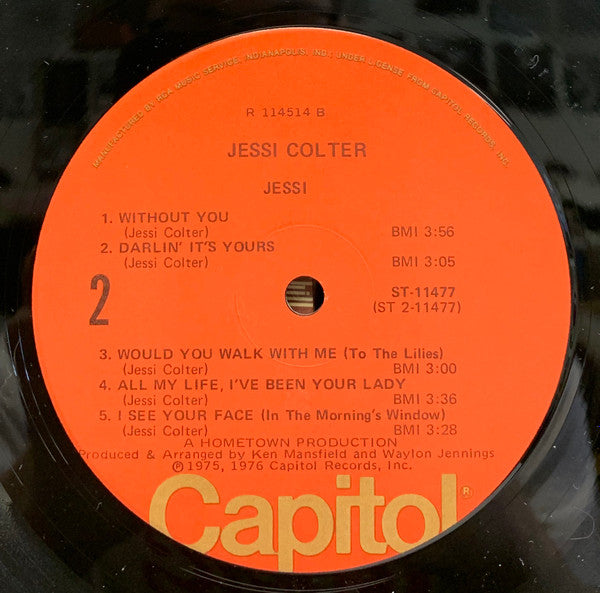 MANUFACTURED BY RCA MUSIC SERVICE, INDIANAPOLIS, IND. UNDER LICENSE FROM CAPITOL RECORDS, INC.
R 114514 B
JESSI COLTER
JESSI
1. WITHOUT YOU
(Jessi Colter) BMI 3:56
2. DARLIN' IT'S YOURS
(Jessi Colter) BMI 3:05
2
ST-11477
(ST 2-11477)
3. WOULD YOU WALK WITH ME (To The Lilies)
(Jessi Colter) BMI 3:00
4. ALL MY LIFE, I'VE BEEN YOUR LADY
(Jessi Colter) BMI 3:36
5. I SEE YOUR FACE (In The Morning's Window)
(Jessi Colter) BMI 3:28
A HOMETOWN PRODUCTION
Produced & Arranged by Ken Mansfield and Waylon Jennings
℗ 1975, 1976 Capitol Records, Inc.
Capitol®